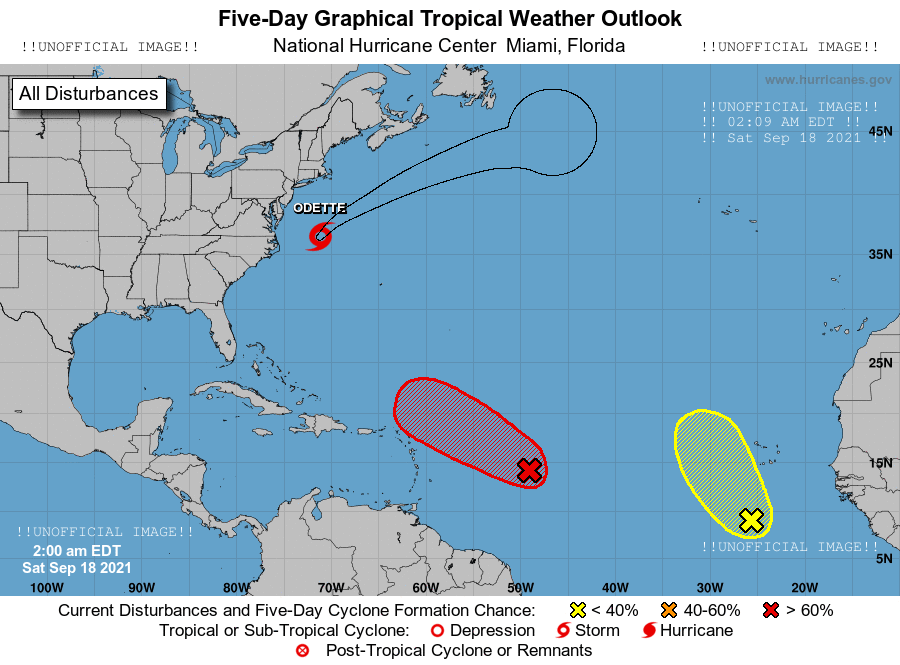 Five-Day Graphical Tropical Weather Outlook
!!UNOFFICIAL IMAGE!!
National Hurricane Center  Miami, Florida
!!UNOFFICIAL IMAGE!!
All Disturbances
www.hurricanes.gov
!!UNOFFICIAL IMAGE!!
!! 02:09 AM EDT !!
!! Sat Sep 18 2021 !!
45N
ODETTE
35N
25N
15N
!!UNOFFICIAL IMAGE!!
!!UNOFFICIAL IMAGE!!
2:00 am EDT
Sat Sep 18 2021
5N
100W 90W 80W 70W 60W 50W 40W 30W 20W
Current Disturbances and Five-Day Cyclone Formation Chance: < 40% 40-60% > 60%
Tropical or Sub-Tropical Cyclone: Depression Storm Hurricane
Post-Tropical Cyclone or Remnants